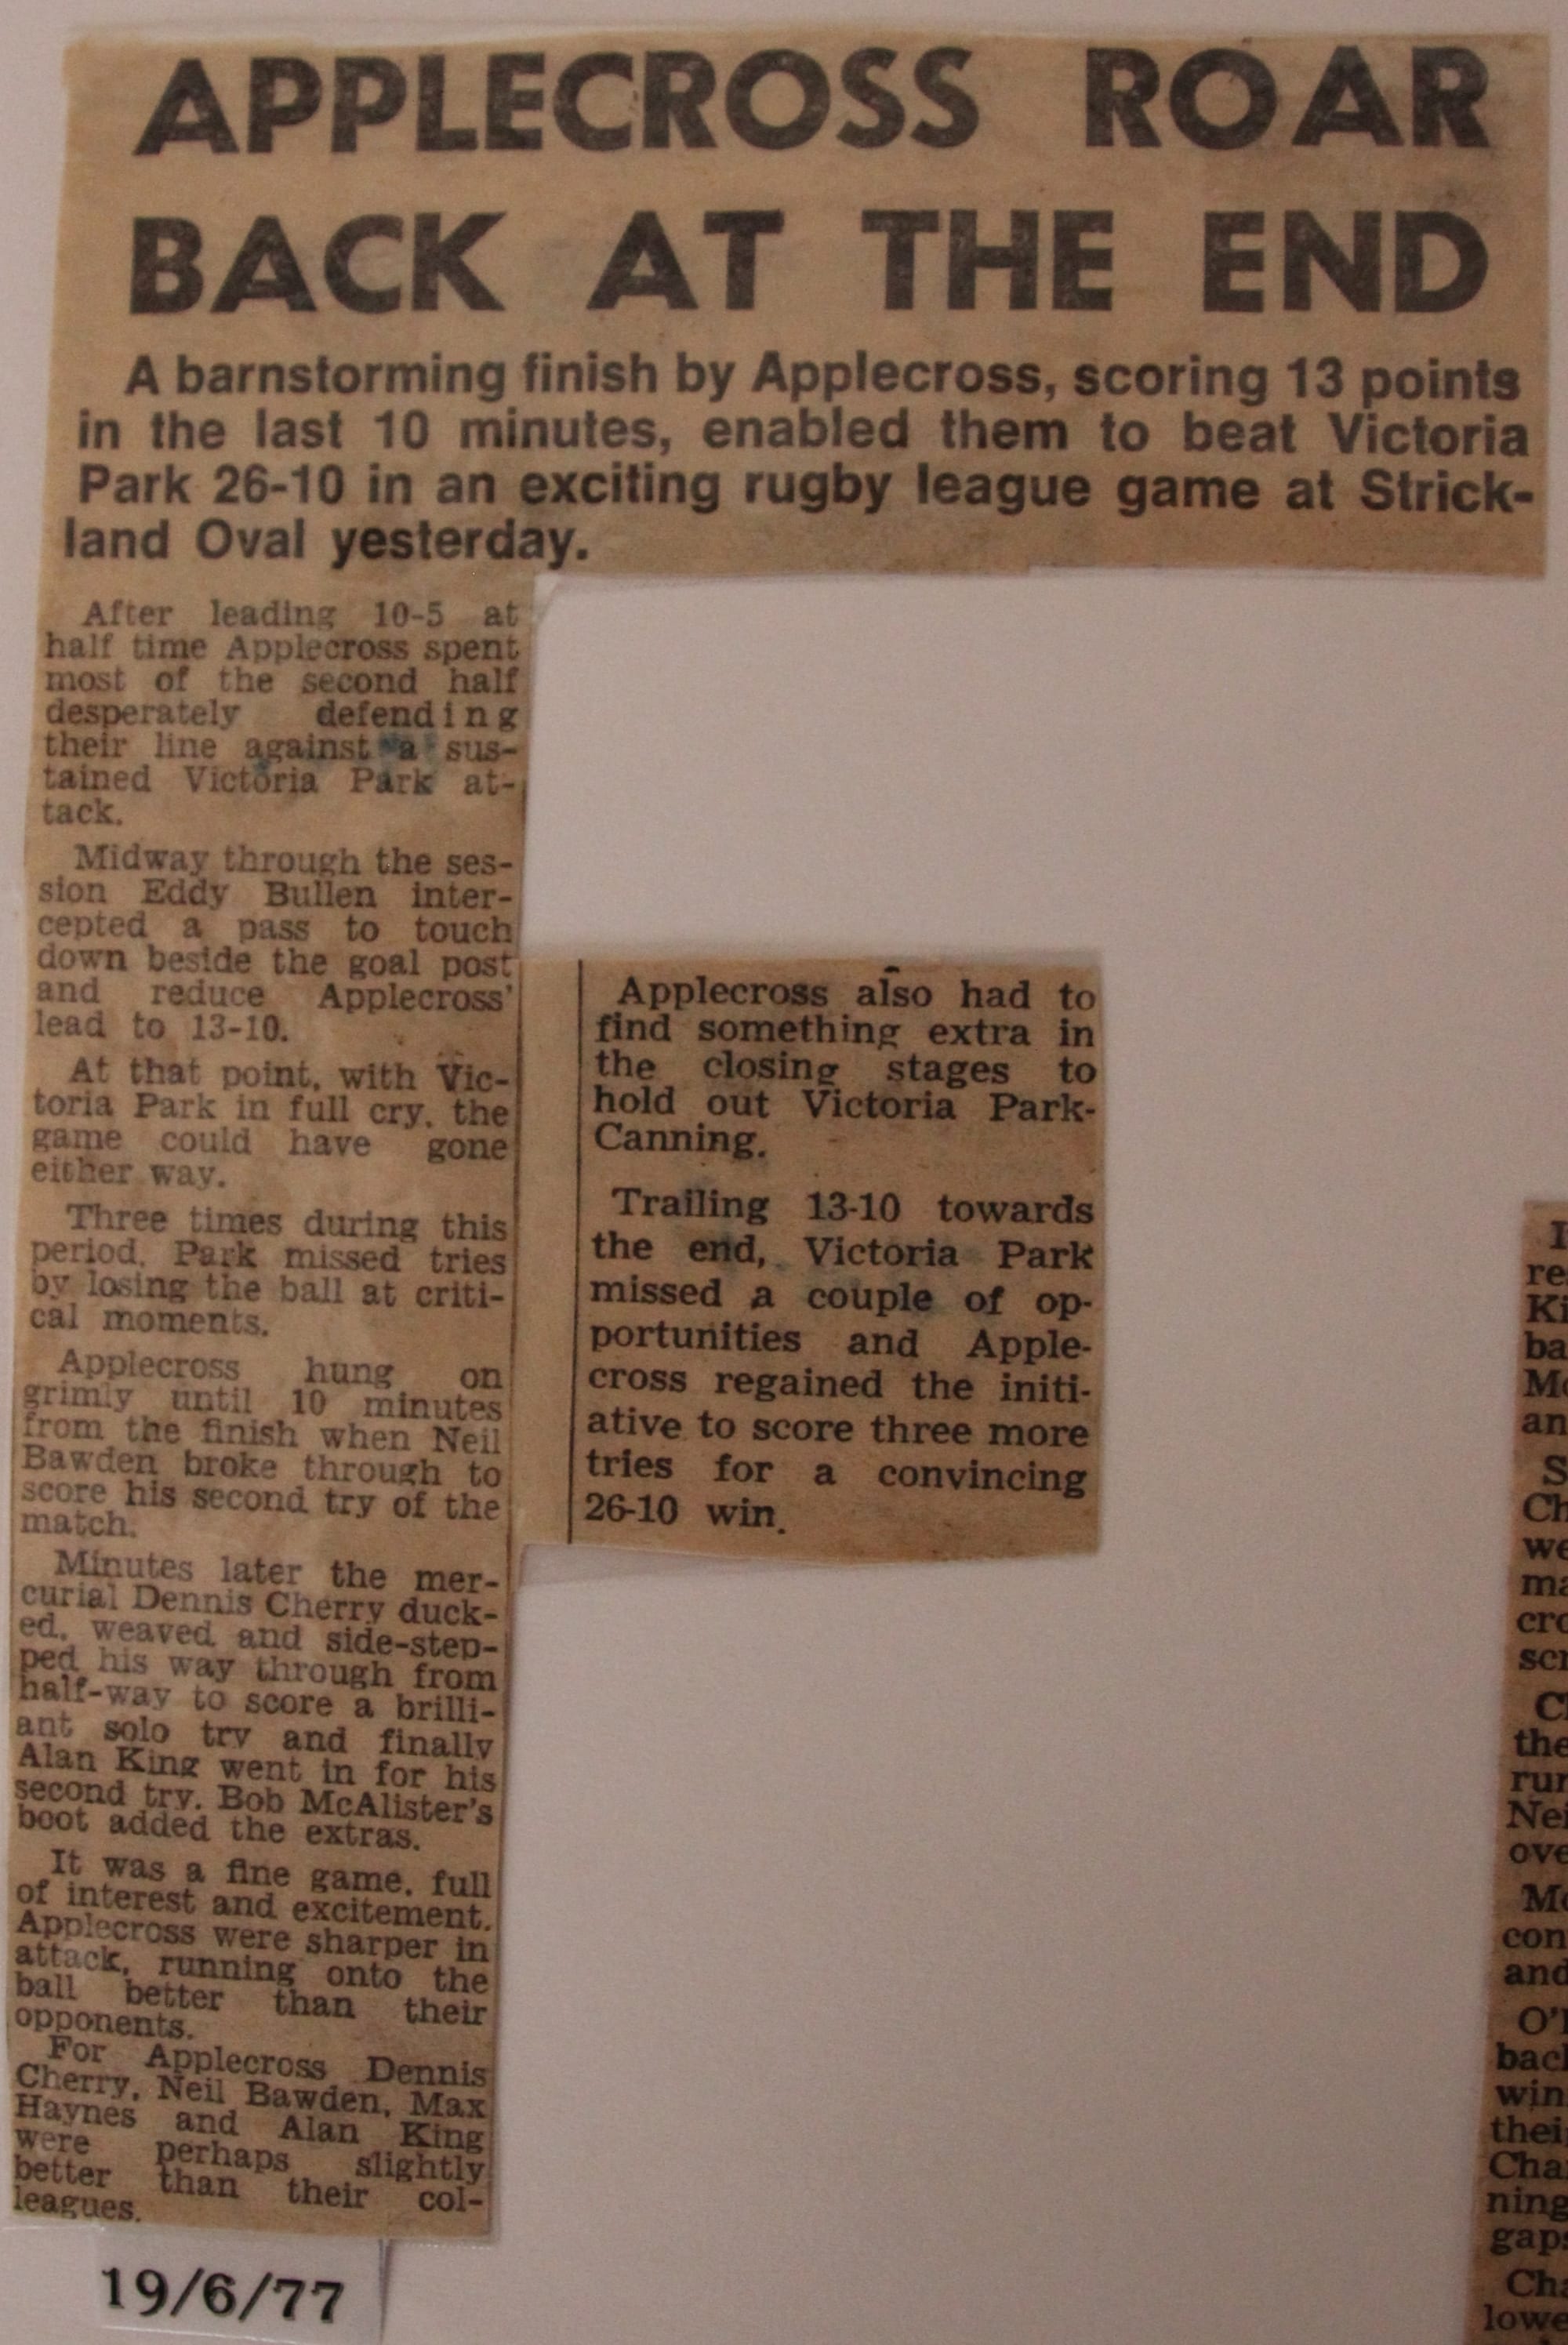 APPLECROSS ROAR
BACK AT THE END
A barnstorming finish by Applecross, scoring 13 points
in the last 10 minutes, enabled them to beat Victoria
Park 26-10 in an exciting rugby league game at Strick-
land Oval yesterday.
After leading 10-5 at
half time Applecross spent
most of the second half
desperately defending
their line against a sus-
tained Victoria Park at-
tack.
Midway through the ses-
sion Eddy Bullen inter-
cepted a pass to touch
down beside the goal post
and reduce Applecross'
lead to 13-10.
At that point, with Vic-
toria Park in full cry, the
game could have gone
either way.
Three times during this
period, Park missed tries
by losing the ball at criti-
cal moments.
Applecross hung on
grimly until 10 minutes
from the finish when Neil
Bawden broke through to
score his second try of the
match.
Minutes later the mer-
curial Dennis Cherry duck-
ed, weaved and side-step-
ped his way through from
half-way to score a brilli-
ant solo try and finally
Alan King went in for his
second try. Bob McAlister's
boot added the extras.
It was a fine game, full
of interest and excitement.
Applecross were sharper in
attack, running onto the
ball better than their
opponents.
For Applecross Dennis
Cherry, Neil Bawden, Max
Haynes and Alan King
were perhaps slightly
better than their col-
leagues.
19/6/77
Applecross also had to
find something extra in
the closing stages to
hold out Victoria Park-
Canning.
Trailing 13-10 towards
the end, Victoria Park
missed a couple of op-
portunities and Apple-
cross regained the initi-
ative to score three more
tries for a convincing
26-10 win.